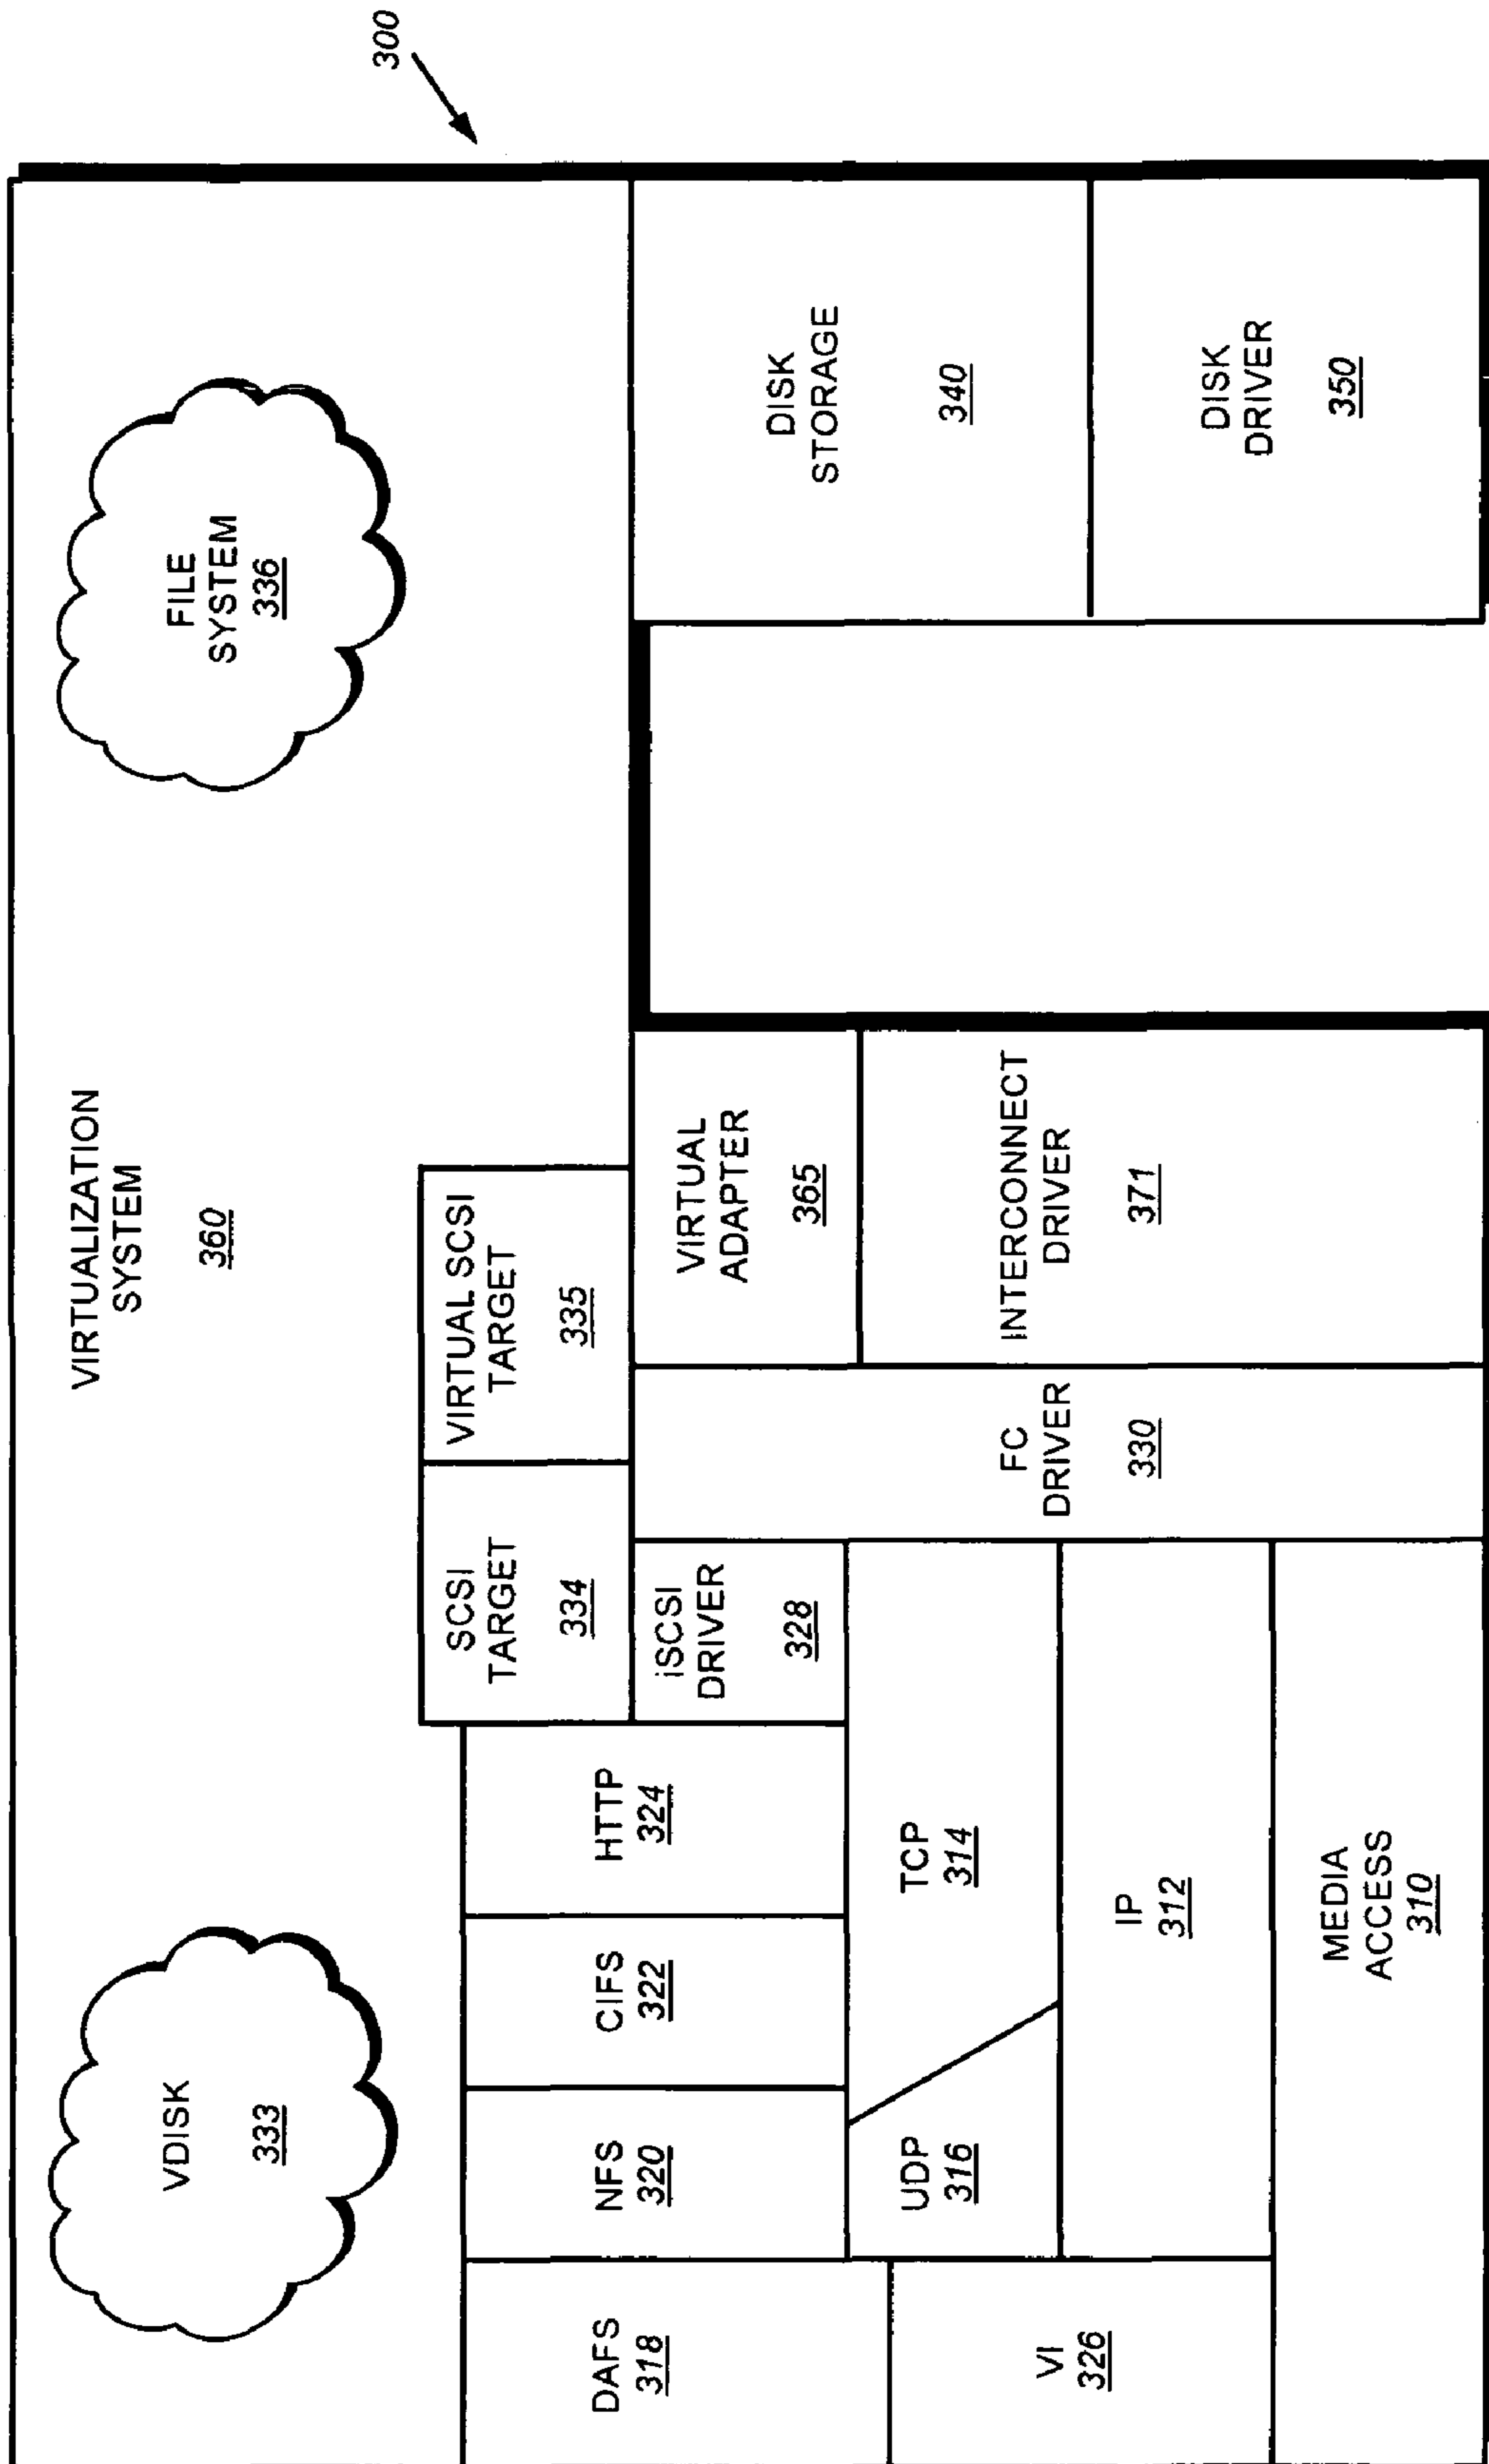 300
VIRTUALIZATION
SYSTEM
360
VDISK
333
FILE
SYSTEM
336
SCSI
TARGET
334
VIRTUAL SCSI
TARGET
335
DAFS
318
NFS
320
CIFS
322
HTTP
324
iSCSI
DRIVER
328
FC
DRIVER
330
VIRTUAL
ADAPTER
365
INTERCONNECT
DRIVER
371
DISK
STORAGE
340
DISK
DRIVER
350
VI
326
UDP
316
TCP
314
IP
312
MEDIA
ACCESS
310